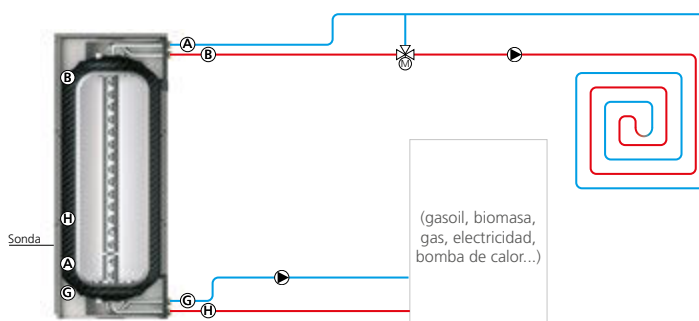 A
B
M
B
(gasoil, biomasa,
gas, electricidad,
bomba de calor...)
H
Sonda
A
G
G
H